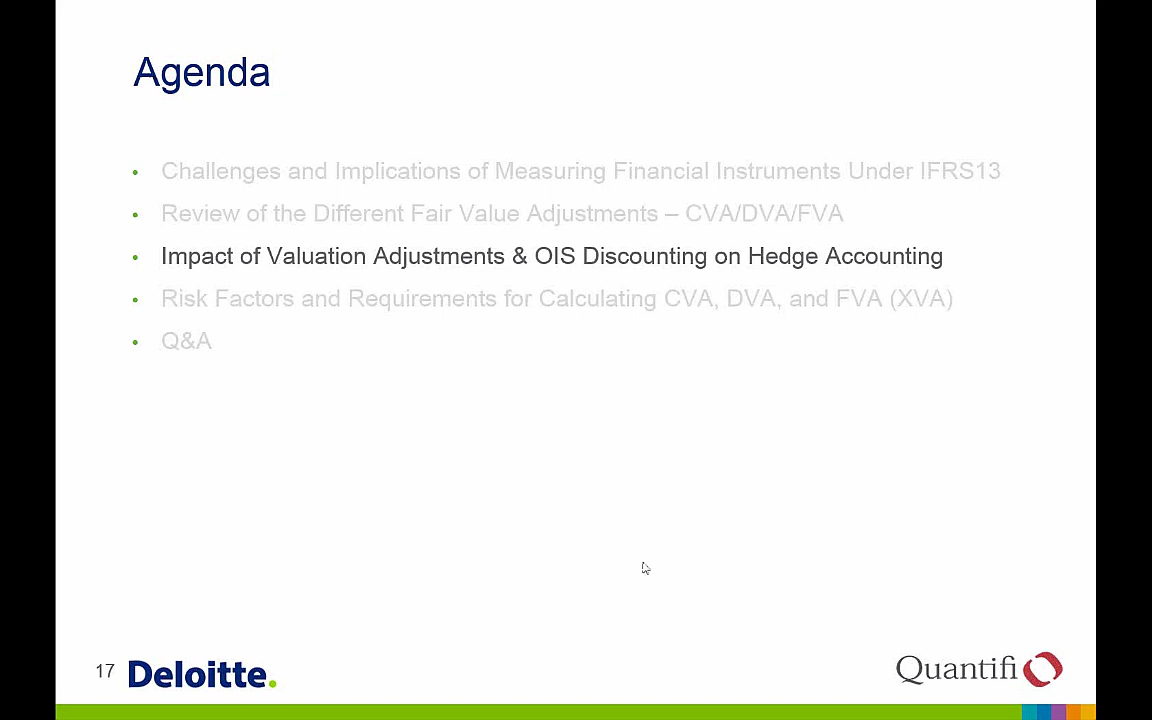 Agenda
• Challenges and Implications of Measuring Financial Instruments Under IFRS13
• Review of the Different Fair Value Adjustments – CVA/DVA/FVA
• Impact of Valuation Adjustments & OIS Discounting on Hedge Accounting
• Risk Factors and Requirements for Calculating CVA, DVA, and FVA (XVA)
• Q&A
17 Deloitte. Quantifi